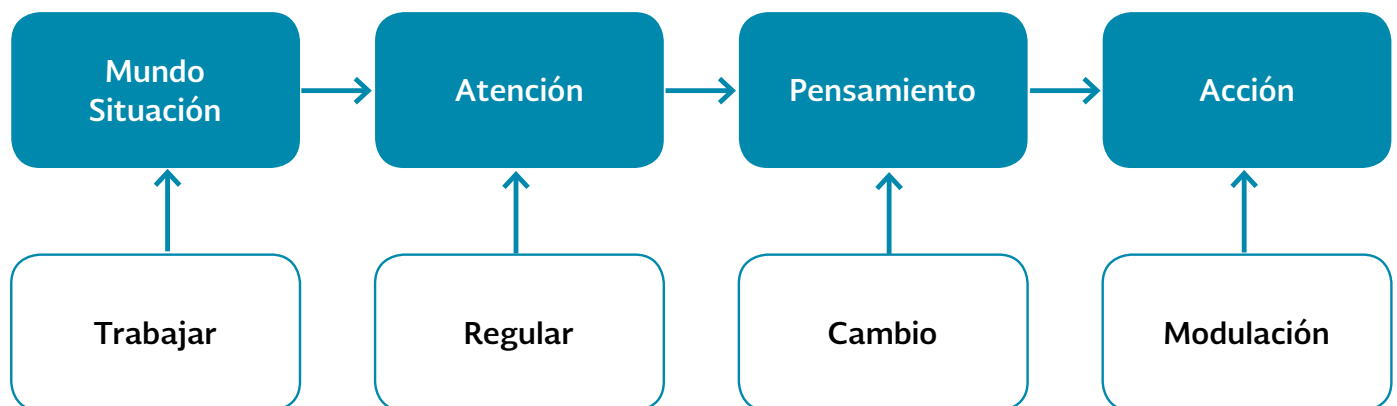 Mundo
Situación
Atención
Pensamiento
Acción
Trabajar
Regular
Cambio
Modulación